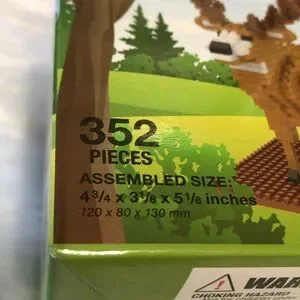 352
PIECES
ASSEMBLED SIZE:
4 3/4 x 3 1/8 x 5 1/8 inches
120 x 80 x 130 mm
WAR
CHOKING HAZARD